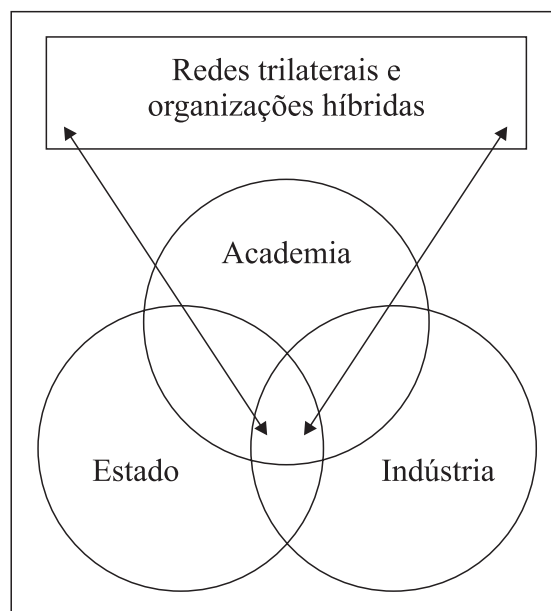 Redes trilaterais e
organizações híbridas
Academia
Estado
Indústria